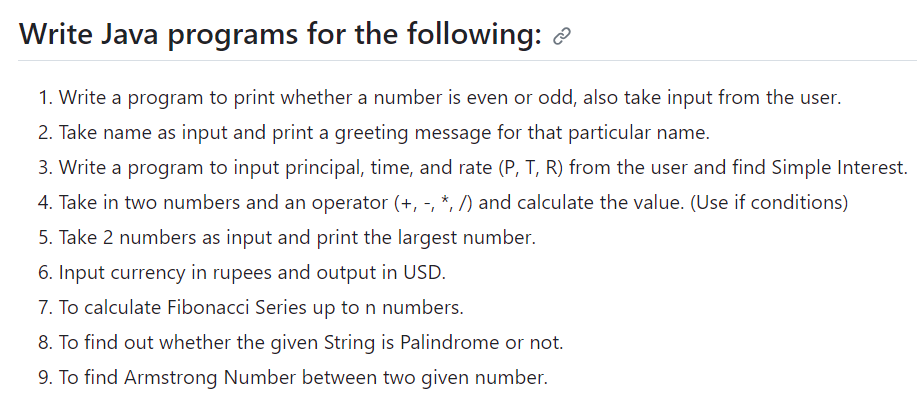 Write Java programs for the following:
1. Write a program to print whether a number is even or odd, also take input from the user.
2. Take name as input and print a greeting message for that particular name.
3. Write a program to input principal, time, and rate (P, T, R) from the user and find Simple Interest.
4. Take in two numbers and an operator (+, -, *, /) and calculate the value. (Use if conditions)
5. Take 2 numbers as input and print the largest number.
6. Input currency in rupees and output in USD.
7. To calculate Fibonacci Series up to n numbers.
8. To find out whether the given String is Palindrome or not.
9. To find Armstrong Number between two given number.